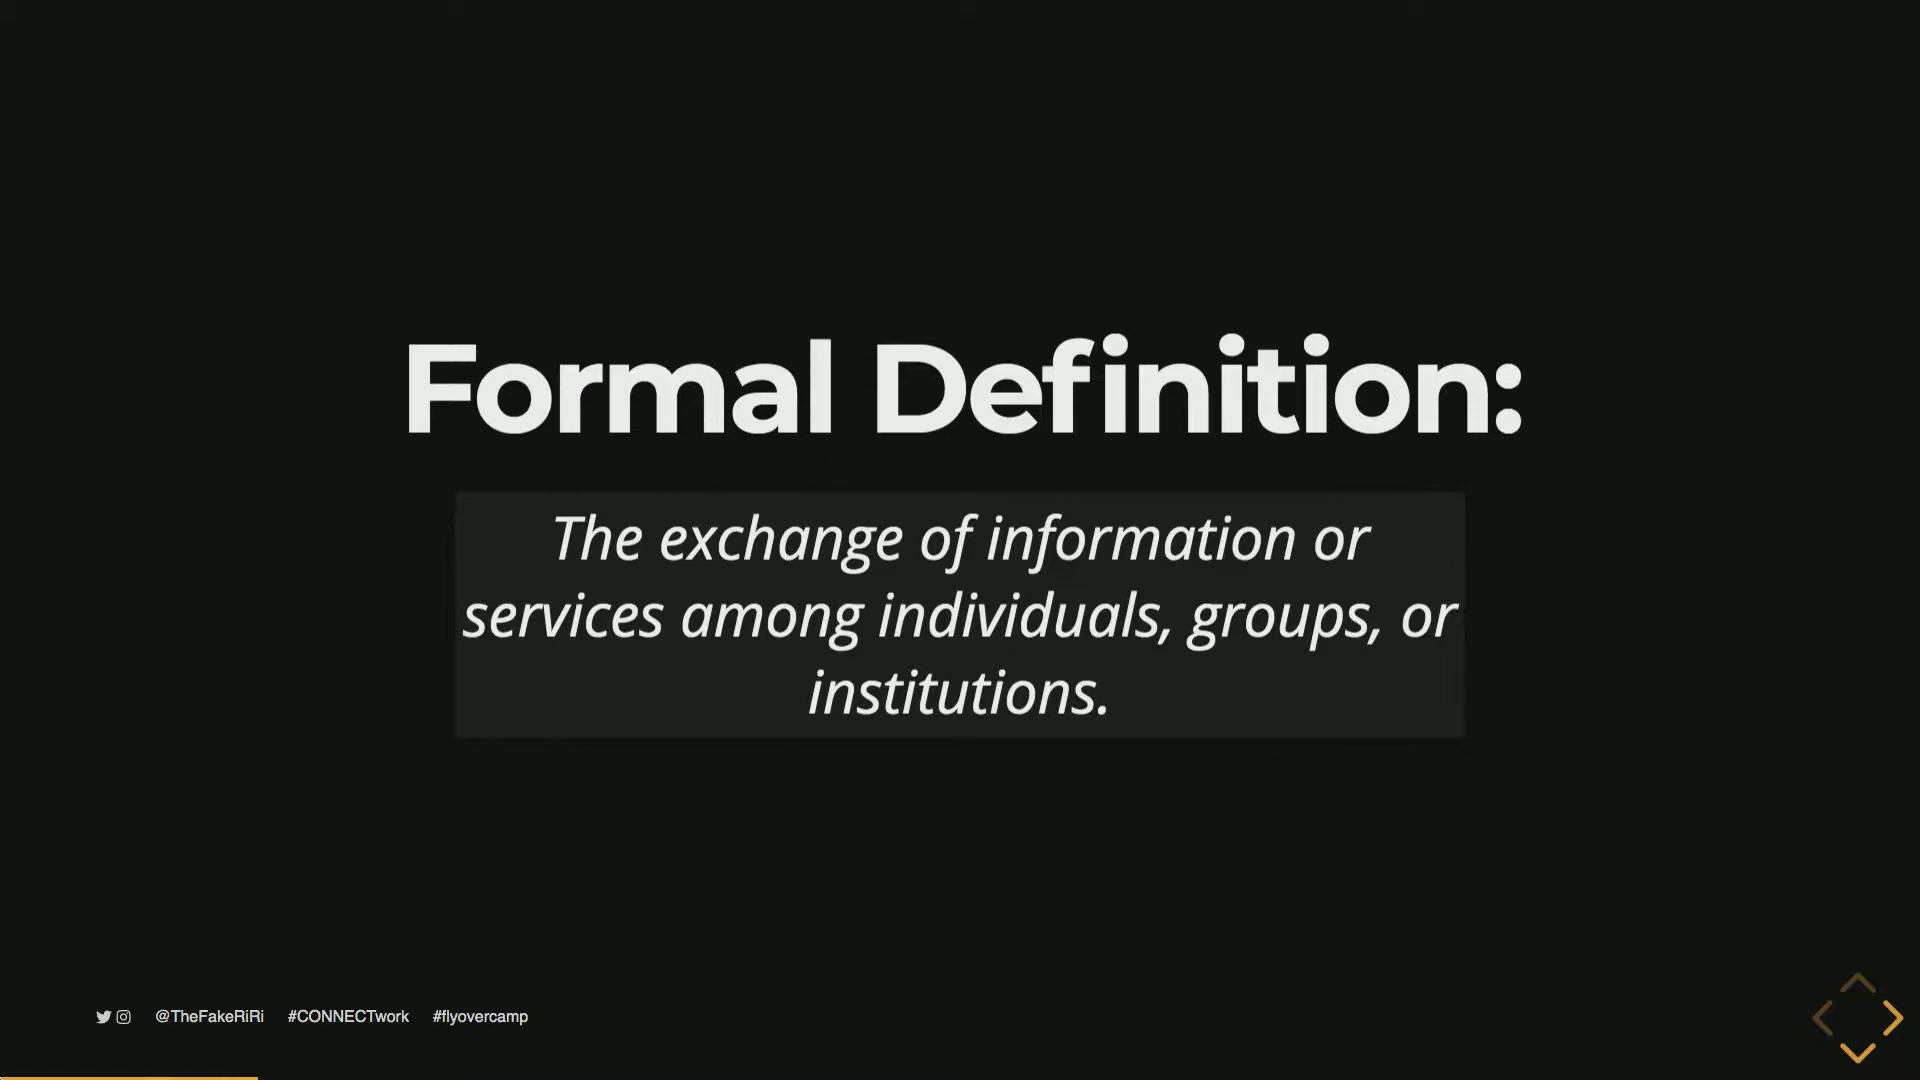 Formal Definition:
The exchange of information or
services among individuals, groups, or
institutions.
@TheFakeRiRi #CONNECTwork #flyovercamp